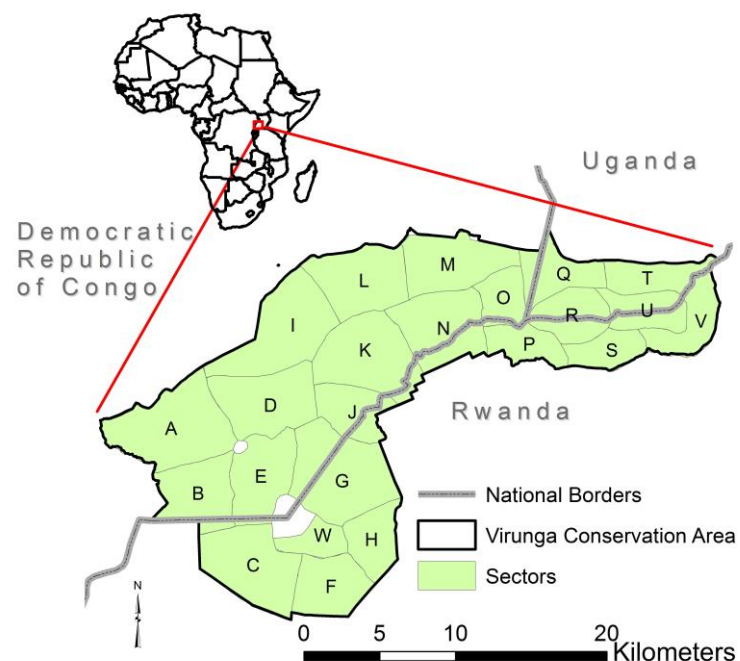 Uganda
Democratic
Republic
of Congo
M
L
Q
T
O
I
N
R
U
V
K
P
S
D
J
Rwanda
A
E
G
B
National Borders
W
H
Virunga Conservation Area
C
F
Sectors
N
0 5 10 20
Kilometers